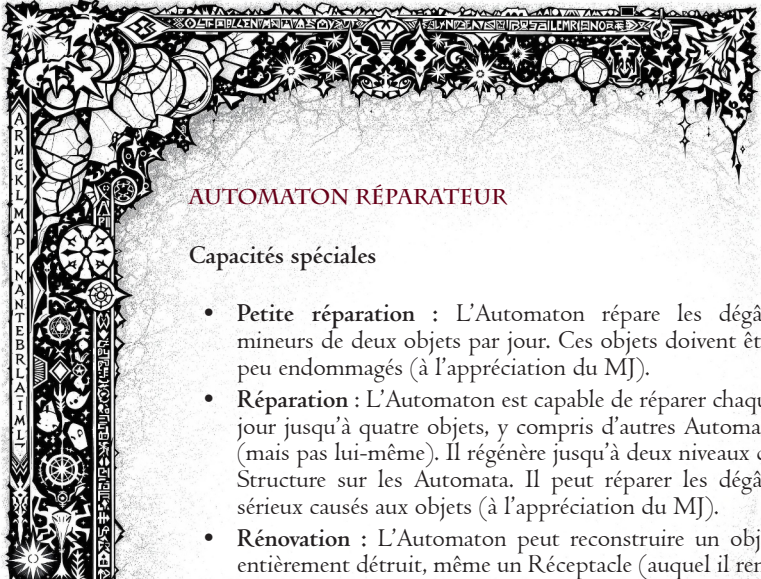 AUTOMATON RÉPARATEUR
Capacités spéciales
• Petite réparation : L'Automaton répare les dégâ
mineurs de deux objets par jour. Ces objets doivent êt
peu endommagés (à l'appréciation du MJ).
• Réparation : L'Automaton est capable de réparer chaqu
jour jusqu'à quatre objets, y compris d'autres Automa
(mais pas lui-même). Il régénère jusqu'à deux niveaux d
Structure sur les Automata. Il peut réparer les dégâ
sérieux causés aux objets (à l'appréciation du MJ).
• Rénovation : L'Automaton peut reconstruire un obj
entièrement détruit, même un Réceptacle (auquel il ren